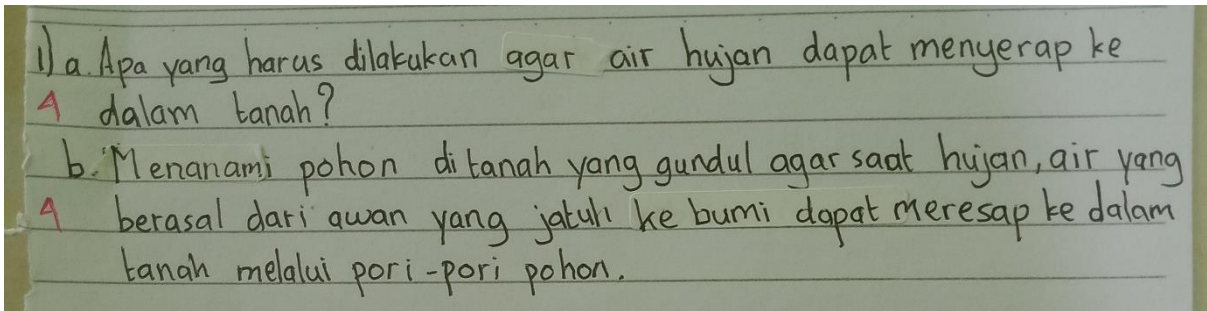 1) a. Apa yang harus dilakukan agar air hujan dapat menyerap ke
4 dalam tanah?
b. Menanami pohon di tanah yang gundul agar saat hujan, air yang
4 berasal dari awan yang jatuh ke bumi dapat meresap ke dalam
tanah melalui pori-pori pohon.